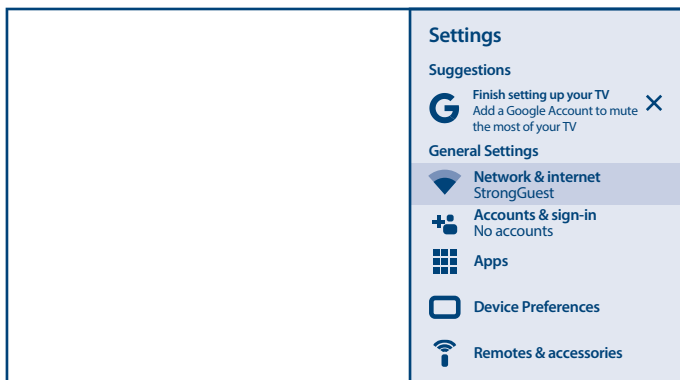 Settings
Suggestions
Finish setting up your TV
Add a Google Account to mute
the most of your TV
General Settings
Network & internet
StrongGuest
Accounts & sign-in
No accounts
Apps
Device Preferences
Remotes & accessories